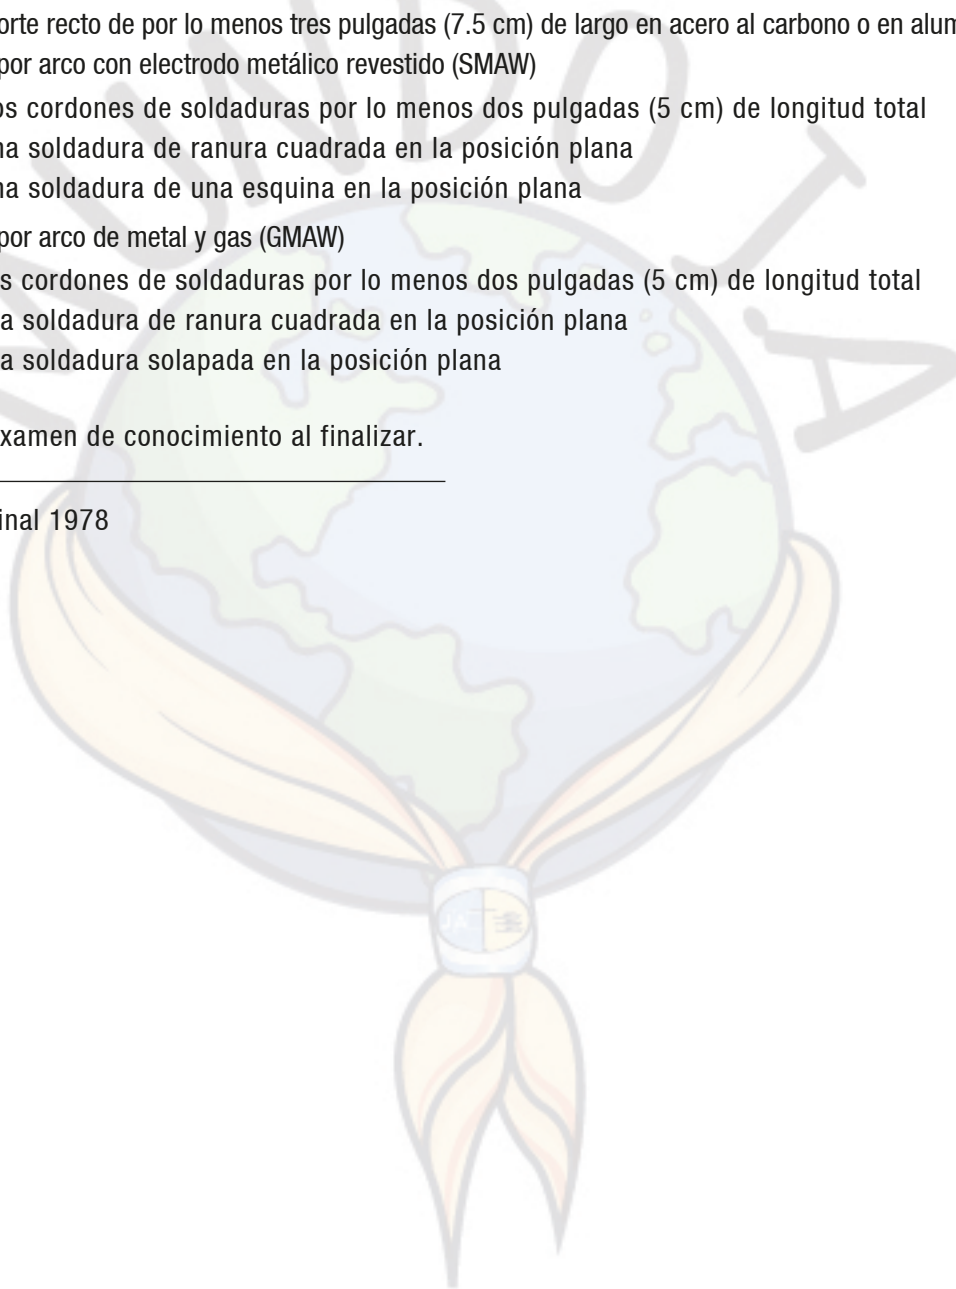 orte recto de por lo menos tres pulgadas (7.5 cm) de largo en acero al carbono o en alum
por arco con electrodo metálico revestido (SMAW)
os cordones de soldaduras por lo menos dos pulgadas (5 cm) de longitud total
na soldadura de ranura cuadrada en la posición plana
na soldadura de una esquina en la posición plana
por arco de metal y gas (GMAW)
s cordones de soldaduras por lo menos dos pulgadas (5 cm) de longitud total
a soldadura de ranura cuadrada en la posición plana
a soldadura solapada en la posición plana
xamen de conocimiento al finalizar.
inal 1978
MUNDO JA
JA